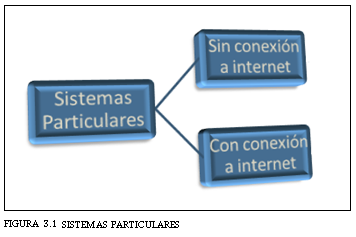 Sin conexión
a internet
Sistemas
Particulares
Con conexión
a internet
FIGURA 3.1 SISTEMAS PARTICULARES